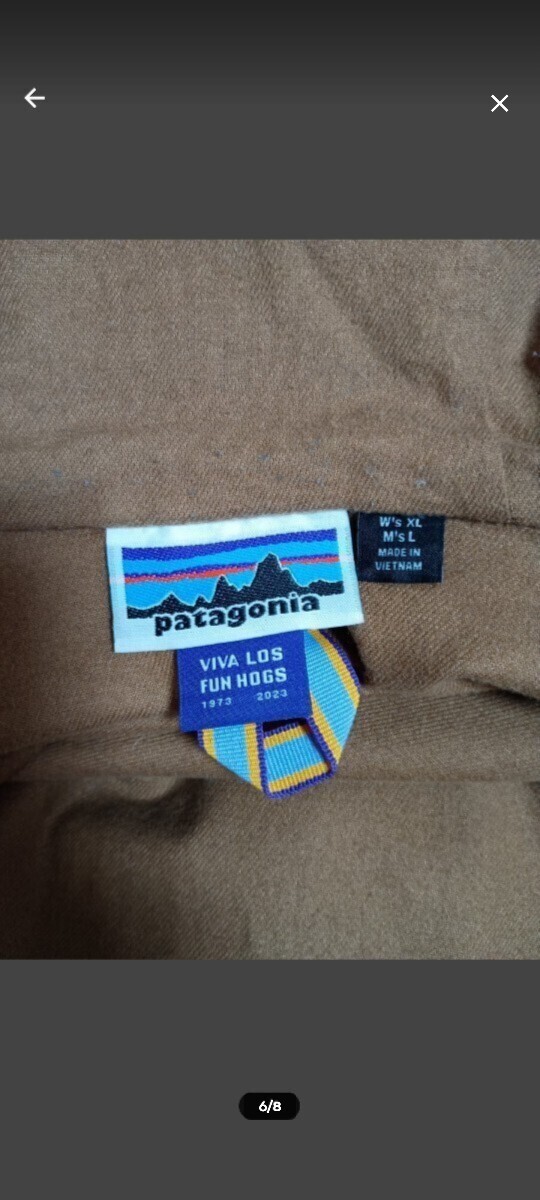 W's XL
M's L
MADE IN
VIETNAM
patagonia
VIVA LOS
FUN HOGS
1973 2023
6/8